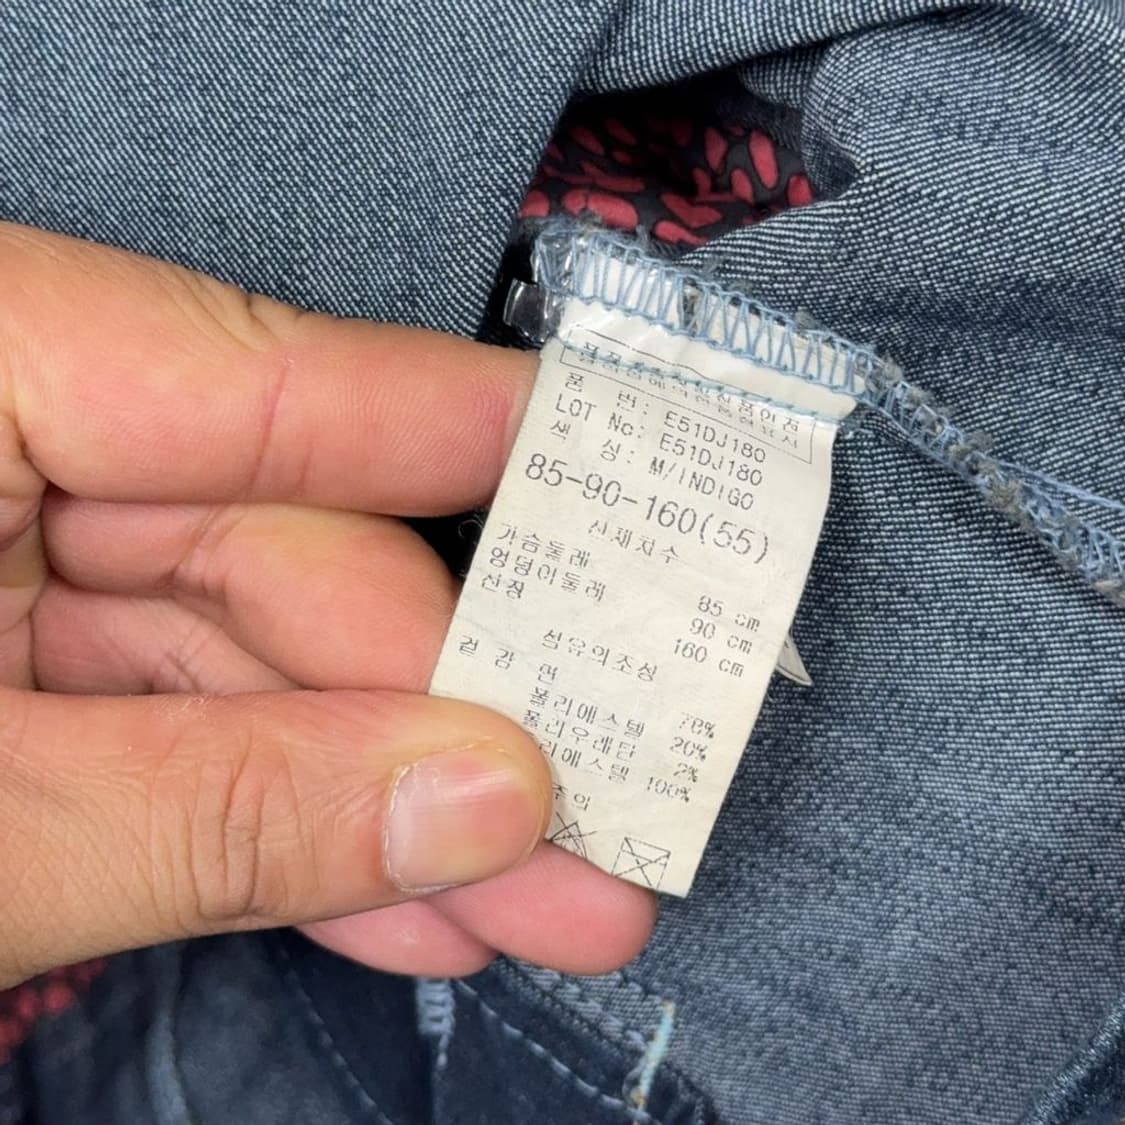 품 번: E51DJ180
LOT No: E51DJ180
색 상: M/INDIGO
85-90-160(55)
신체치수
가슴둘레 85 cm
엉덩이둘레 90 cm
신장 160 cm
섬유의조성
겉 감 면 78%
폴리에스텔 20%
폴리우레탄 2%
리에스텔 100%
주의